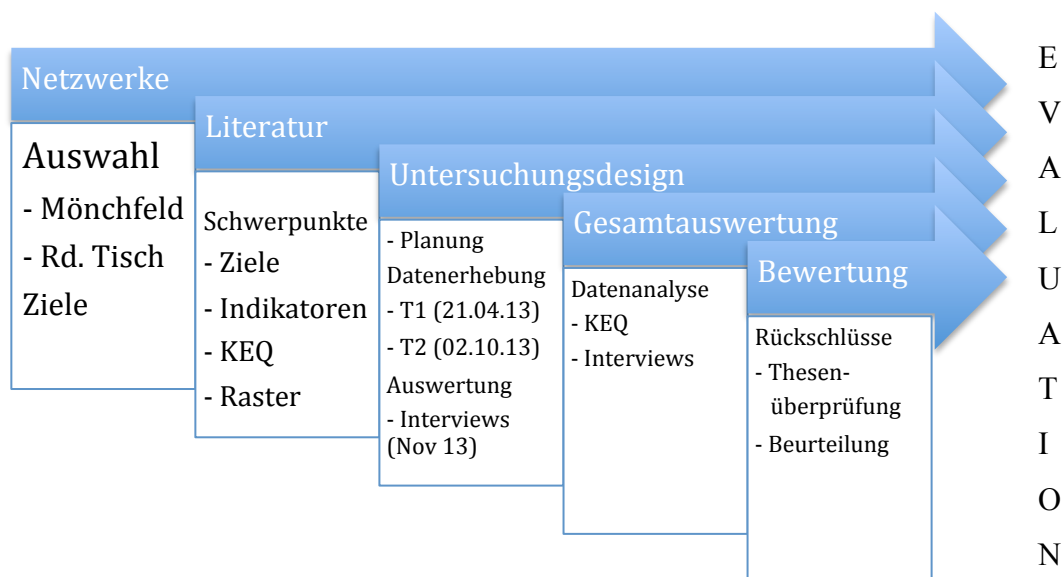 Netzwerke
Auswahl
- Mönchfeld
- Rd. Tisch
Ziele
Literatur
Schwerpunkte
- Ziele
- Indikatoren
- KEQ
- Raster
Untersuchungsdesign
- Planung
Datenerhebung
- T1 (21.04.13)
- T2 (02.10.13)
Auswertung
- Interviews
(Nov 13)
Gesamtauswertung
Datenanalyse
- KEQ
- Interviews
Bewertung
Rückschlüsse
- Thesen-
überprüfung
- Beurteilung
E
V
A
L
U
A
T
I
O
N